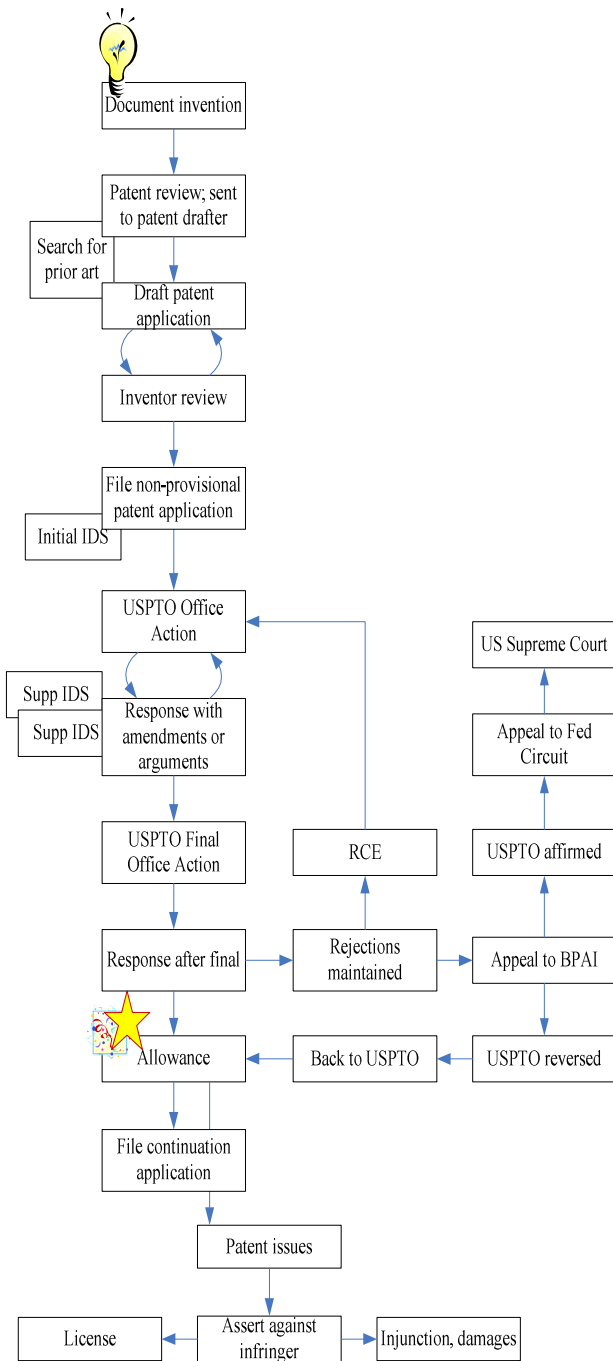 Document invention
Patent review; sent
to patent drafter
Search for
prior art
Draft patent
application
Inventor review
File non-provisional
patent application
Initial IDS
USPTO Office
Action
US Supreme Court
Supp IDS
Supp IDS
Response with
amendments or
arguments
Appeal to Fed
Circuit
USPTO Final
Office Action
RCE
USPTO affirmed
Response after final
Rejections
maintained
Appeal to BPAI
Allowance
Back to USPTO
USPTO reversed
File continuation
application
Patent issues
License
Assert against
infringer
Injunction, damages